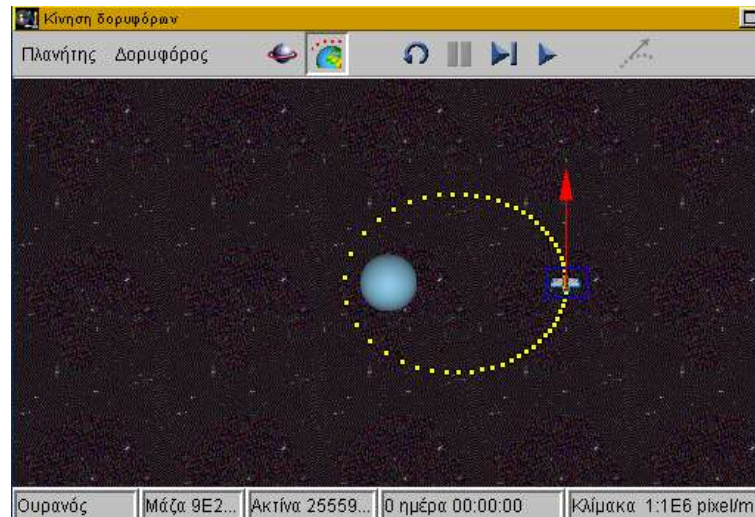 Κίνηση δορυφόρων
Πλανήτης Δορυφόρος
Ουρανός Μάζα 9E2... Ακτίνα 25559... 0 ημέρα 00:00:00 Κλίμακα 1:1E6 pixel/m